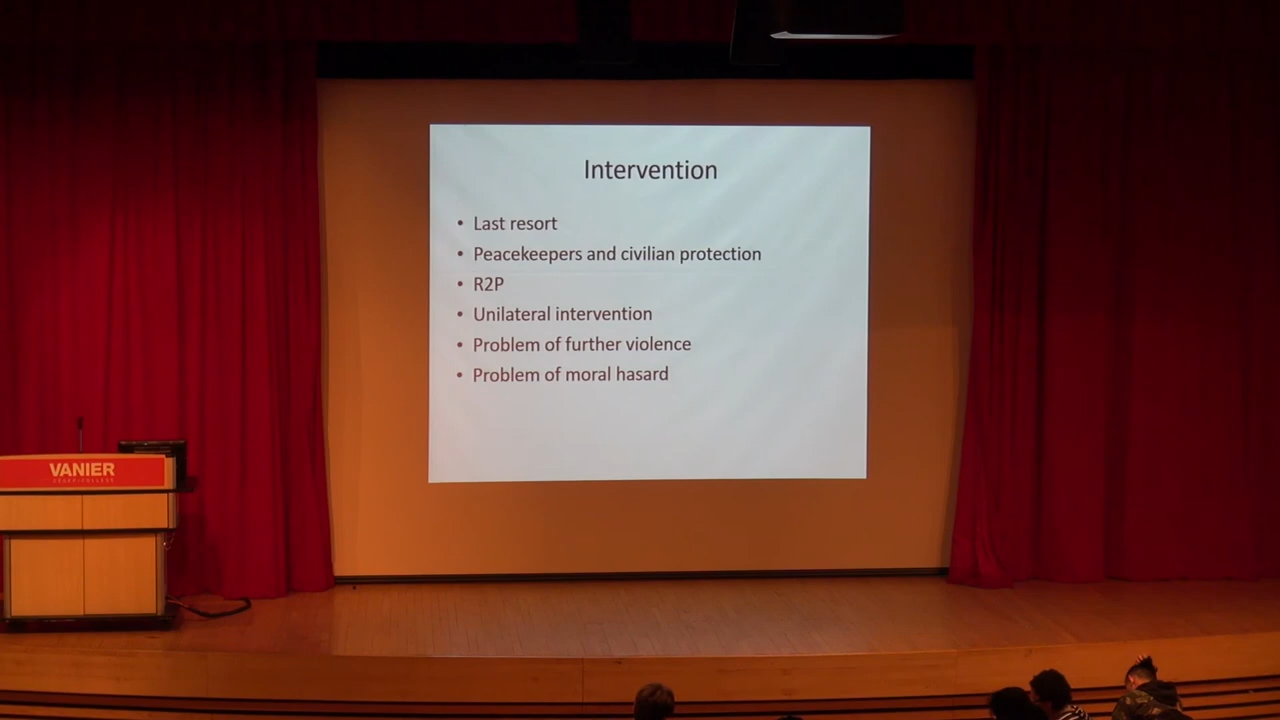 Intervention
• Last resort
• Peacekeepers and civilian protection
• R2P
• Unilateral intervention
• Problem of further violence
• Problem of moral hasard
VANIER